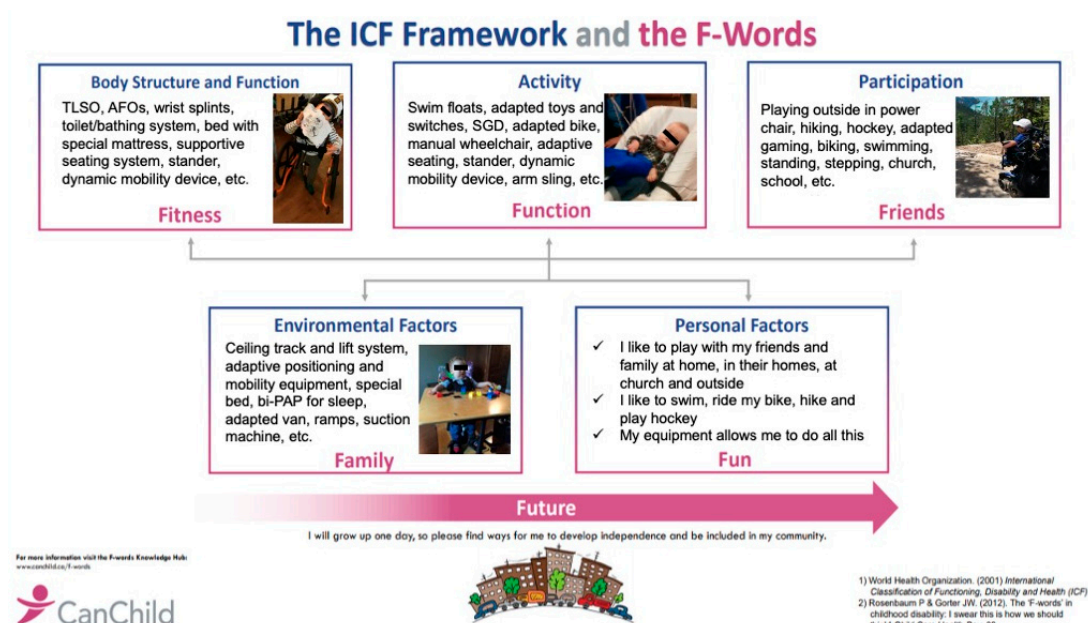 The ICF Framework and the F-Words
Body Structure and Function
TLSO, AFOs, wrist splints,
toilet/bathing system, bed with
special mattress, supportive
seating system, stander,
dynamic mobility device, etc.
Fitness
Activity
Swim floats, adapted toys and
switches, SGD, adapted bike,
manual wheelchair, adaptive
seating, stander, dynamic
mobility device, arm sling, etc.
Function
Participation
Playing outside in power
chair, hiking, hockey, adapted
gaming, biking, swimming,
standing, stepping, church,
school, etc.
Friends
Environmental Factors
Ceiling track and lift system,
adaptive positioning and
mobility equipment, special
bed, bi-PAP for sleep,
adapted van, ramps, suction
machine, etc.
Family
Personal Factors
✓ I like to play with my friends and
family at home, in their homes, at
church and outside
✓ I like to swim, ride my bike, hike and
play hockey
✓ My equipment allows me to do all this
Fun
Future
I will grow up one day, so please find ways for me to develop independence and be included in my community.
For more information visit the F-words Knowledge Hub:
www.canchild.ca/f-words
CanChild
1) World Health Organization. (2001) International
Classification of Functioning, Disability and Health (ICF)
2) Rosenbaum P & Gorter JW. (2012). The 'F-words' in
childhood disability: I swear this is how we should